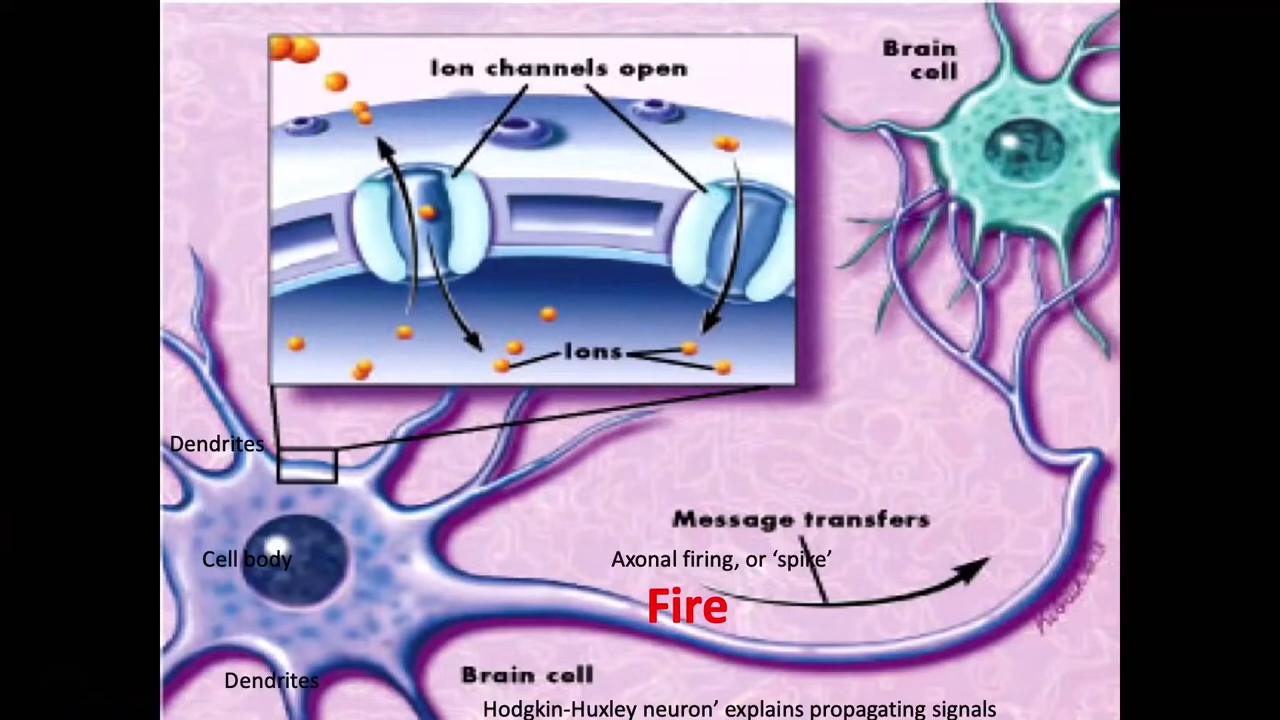 Ion channels open
Brain
cell
Ions
Dendrites
Message transfers
Cell body
Axonal firing, or ‘spike’
Fire
Brain cell
Dendrites
Hodgkin-Huxley neuron’ explains propagating signals